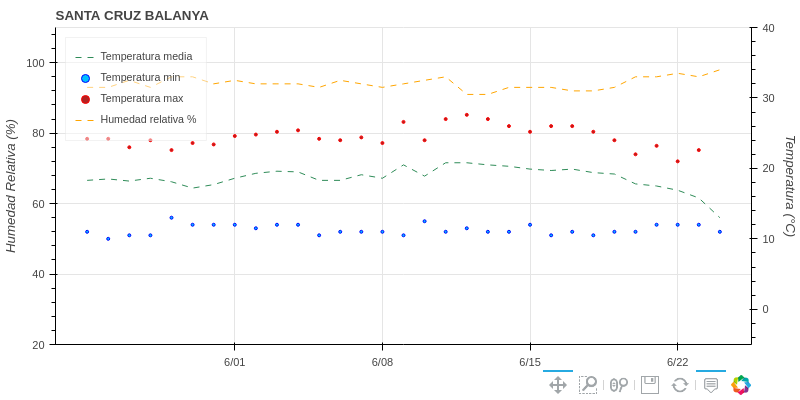 SANTA CRUZ BALANYA
Temperatura media
Temperatura min
Temperatura max
Humedad relativa %
Humedad Relativa (%)
100
80
60
40
20
Temperatura (°C)
40
30
20
10
0
6/01 6/08 6/15 6/22